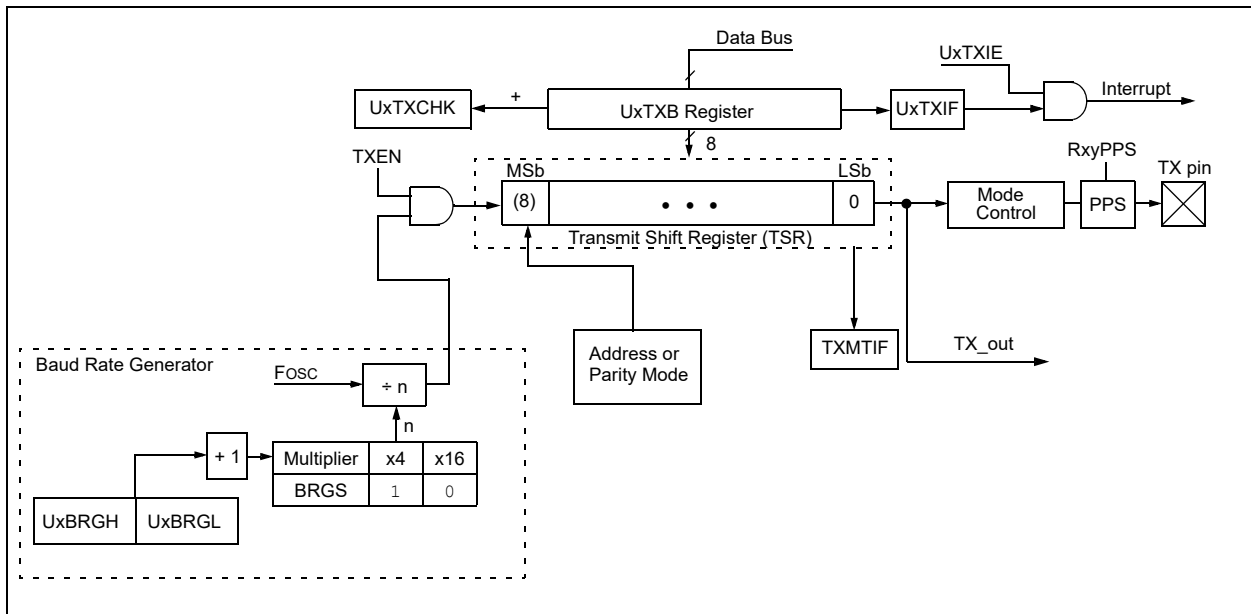 Data Bus
UxTXIE
UxTXCHK
+
UxTXB Register
UxTXIF
Interrupt
8
TXEN
RxyPPS
MSb
LSb
TX pin
(8)
• • •
0
Mode
Control
PPS
Transmit Shift Register (TSR)
Address or
Parity Mode
TXMTIF
TX_out
Baud Rate Generator
FOSC
÷ n
n
+ 1
Multiplier x4 x16
BRGS 1 0
UxBRGH UxBRGL